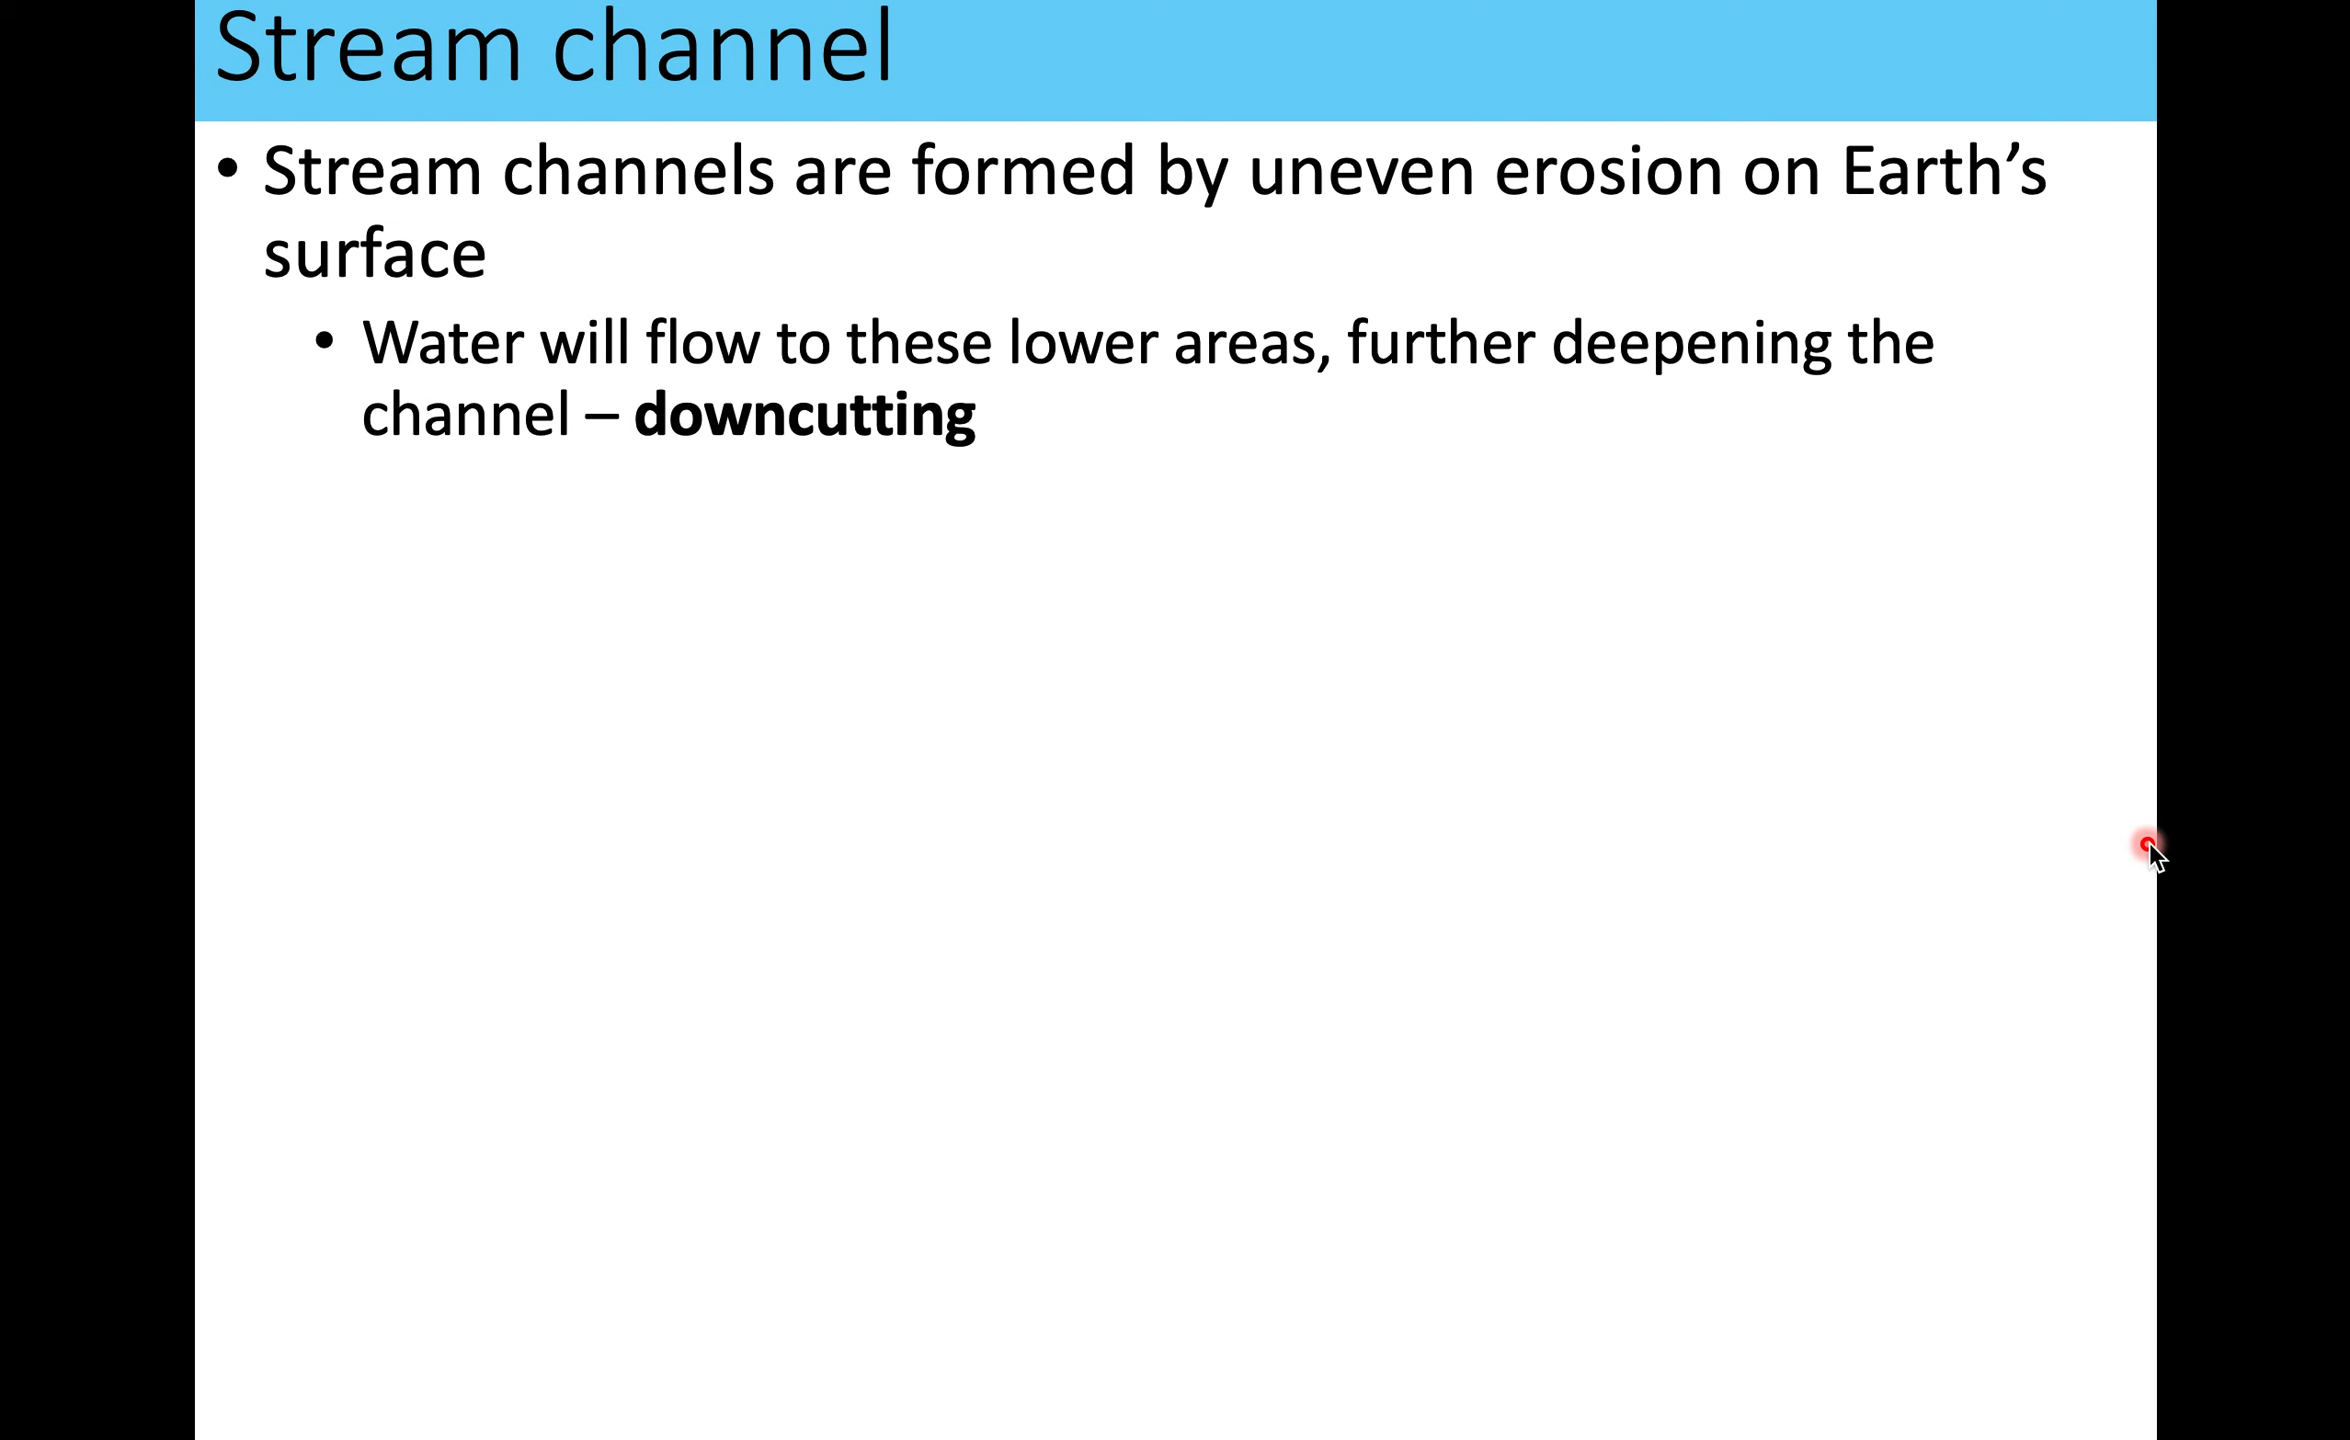 Stream channel
• Stream channels are formed by uneven erosion on Earth’s
surface
• Water will flow to these lower areas, further deepening the
channel – downcutting